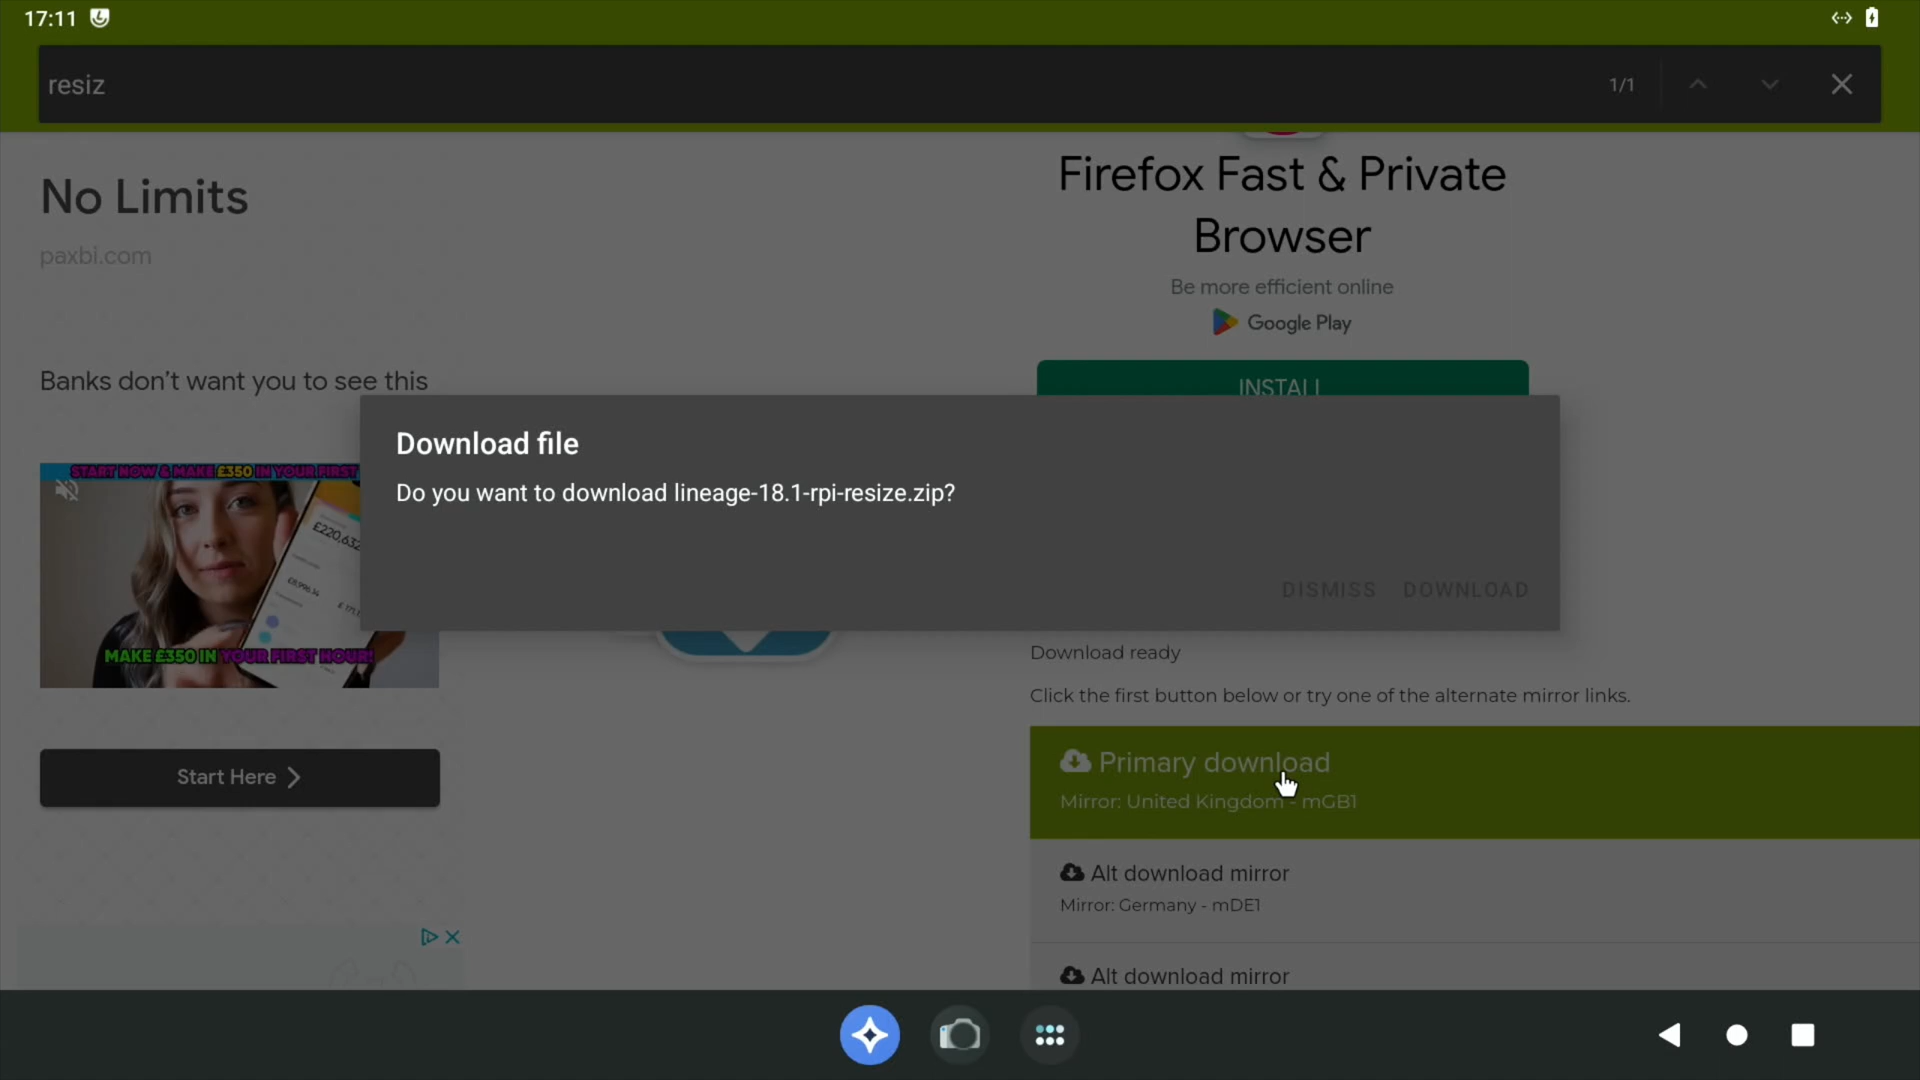 17:11
resiz
1/1
No Limits
paxbi.com
Banks don't want you to see this
START NOW & MAKE £350 IN YOUR FIRST
£220,632
MAKE £350 IN YOUR FIRST HOUR!
Start Here
Firefox Fast & Private
Browser
Be more efficient online
Google Play
INSTALL
Download file
Do you want to download lineage-18.1-rpi-resize.zip?
DISMISS DOWNLOAD
Download ready
Click the first button below or try one of the alternate mirror links.
Primary download
Mirror: United Kingdom - mGB1
Alt download mirror
Mirror: Germany - mDE1
Alt download mirror